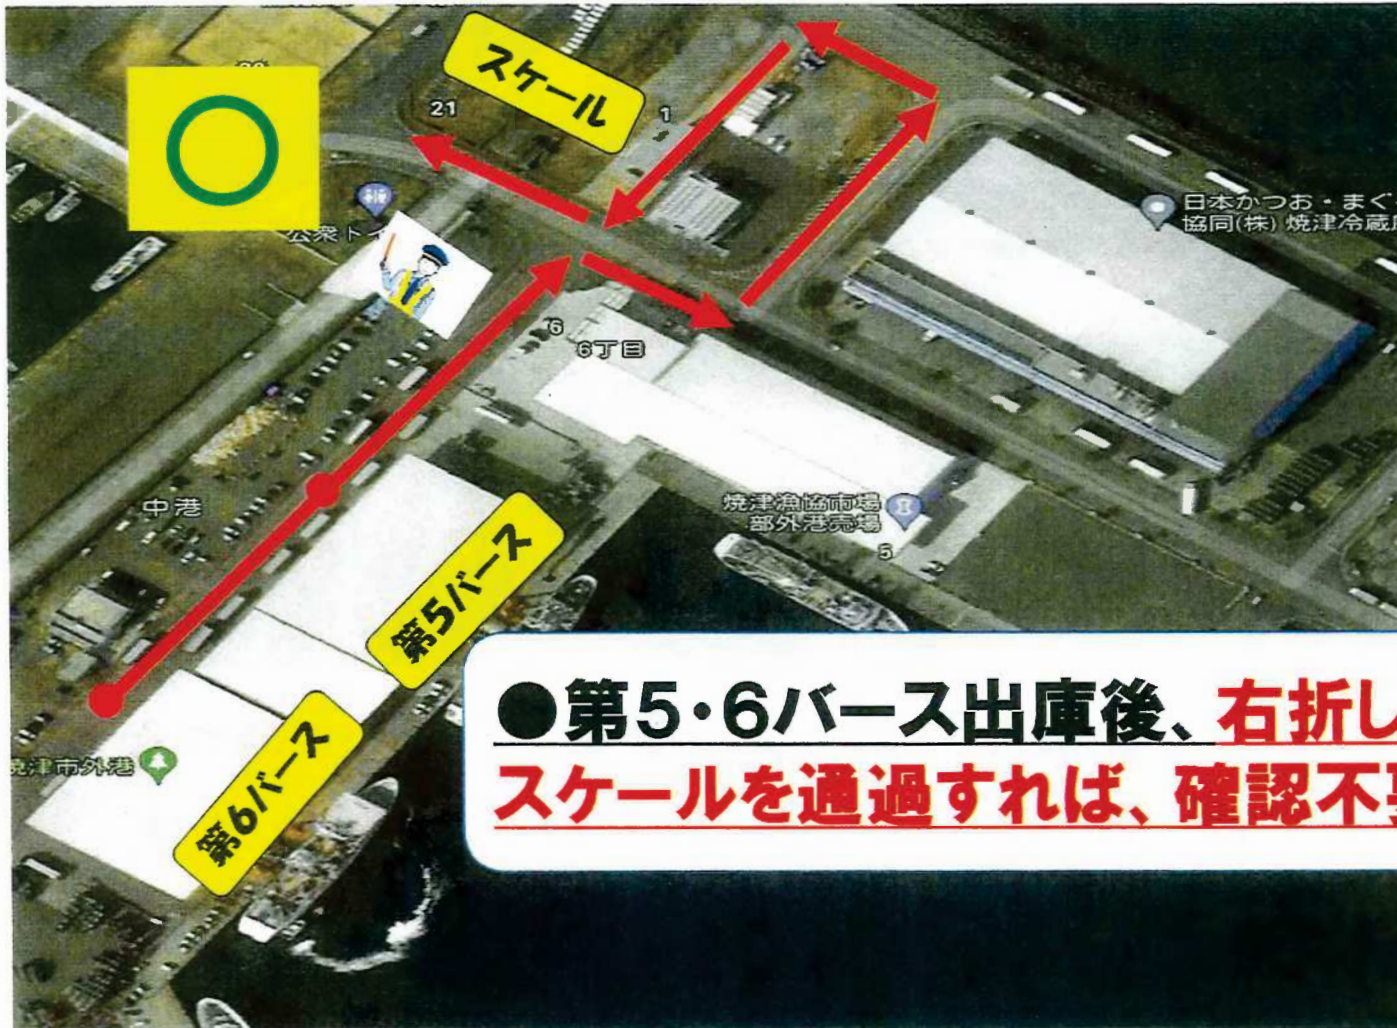 スケール
21
1
公衆トイ
日本かつお・まぐ
協同(株) 焼津冷蔵
6
6丁目
中港
焼津漁協市場
部外港売場
5
第5バース
第6バース
焼津市外港
●第5・6バース出庫後、右折し
スケールを通過すれば、確認不